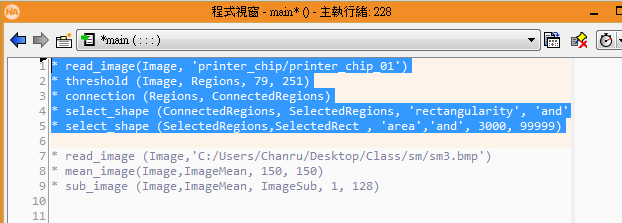 程式視窗 - main* () - 主執行緒: 228
*main ( : : : )
1 * read_image(Image, 'printer_chip/printer_chip_01')
2 * threshold (Image, Regions, 79, 251)
3 * connection (Regions, ConnectedRegions)
4 * select_shape (ConnectedRegions, SelectedRegions, 'rectangularity', 'and'
5 * select_shape (SelectedRegions,SelectedRect , 'area','and', 3000, 99999)
6
7 * read_image (Image,'C:/Users/Chanru/Desktop/Class/sm/sm3.bmp')
8 * mean_image(Image,ImageMean, 150, 150)
9 * sub_image (Image,ImageMean, ImageSub, 1, 128)
10
11